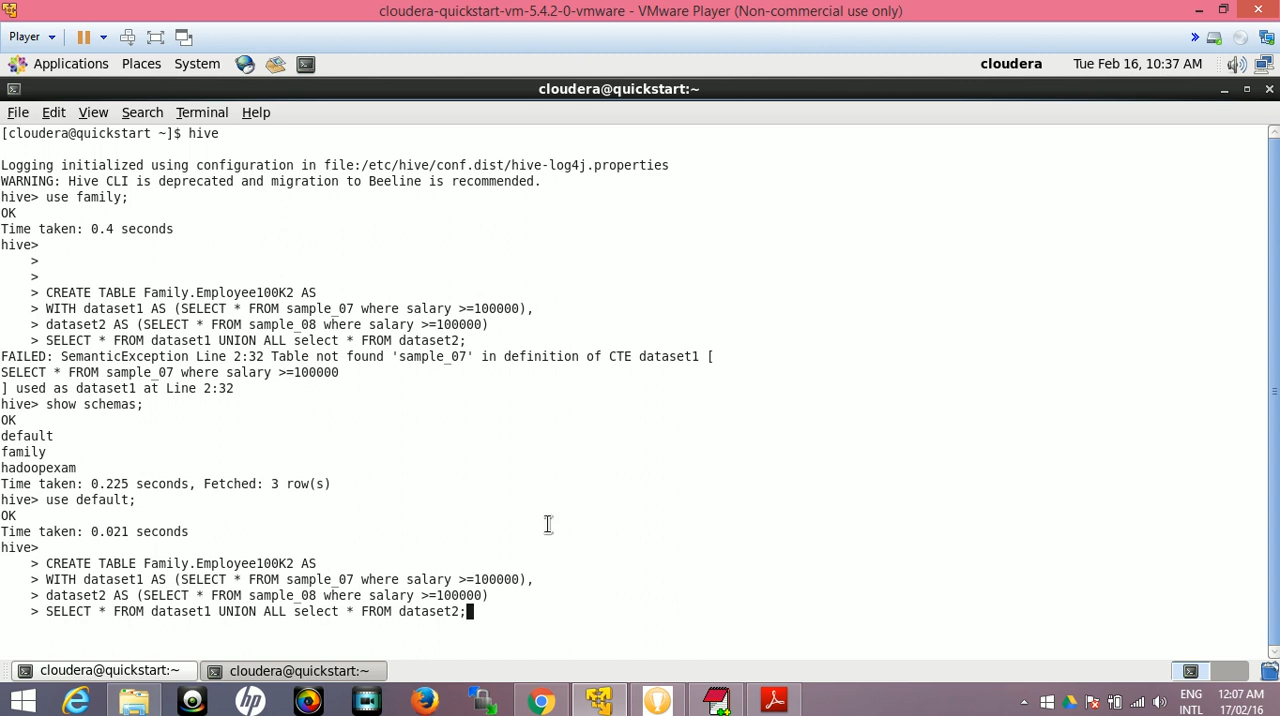 cloudera-quickstart-vm-5.4.2-0-vmware - VMware Player (Non-commercial use only)
Player
Applications Places System cloudera Tue Feb 16, 10:37 AM
cloudera@quickstart:~
File Edit View Search Terminal Help
[cloudera@quickstart ~]$ hive
Logging initialized using configuration in file:/etc/hive/conf.dist/hive-log4j.properties
WARNING: Hive CLI is deprecated and migration to Beeline is recommended.
hive> use family;
OK
Time taken: 0.4 seconds
hive>
>
>
> CREATE TABLE Family.Employee100K2 AS
> WITH dataset1 AS (SELECT * FROM sample_07 where salary >=100000),
> dataset2 AS (SELECT * FROM sample_08 where salary >=100000)
> SELECT * FROM dataset1 UNION ALL select * FROM dataset2;
FAILED: SemanticException Line 2:32 Table not found 'sample_07' in definition of CTE dataset1 [
SELECT * FROM sample_07 where salary >=100000
] used as dataset1 at Line 2:32
hive> show schemas;
OK
default
family
hadoopexam
Time taken: 0.225 seconds, Fetched: 3 row(s)
hive> use default;
OK
Time taken: 0.021 seconds
hive>
> CREATE TABLE Family.Employee100K2 AS
> WITH dataset1 AS (SELECT * FROM sample_07 where salary >=100000),
> dataset2 AS (SELECT * FROM sample_08 where salary >=100000)
> SELECT * FROM dataset1 UNION ALL select * FROM dataset2;
cloudera@quickstart:~ cloudera@quickstart:~
ENG 12:07 AM
INTL 17/02/16